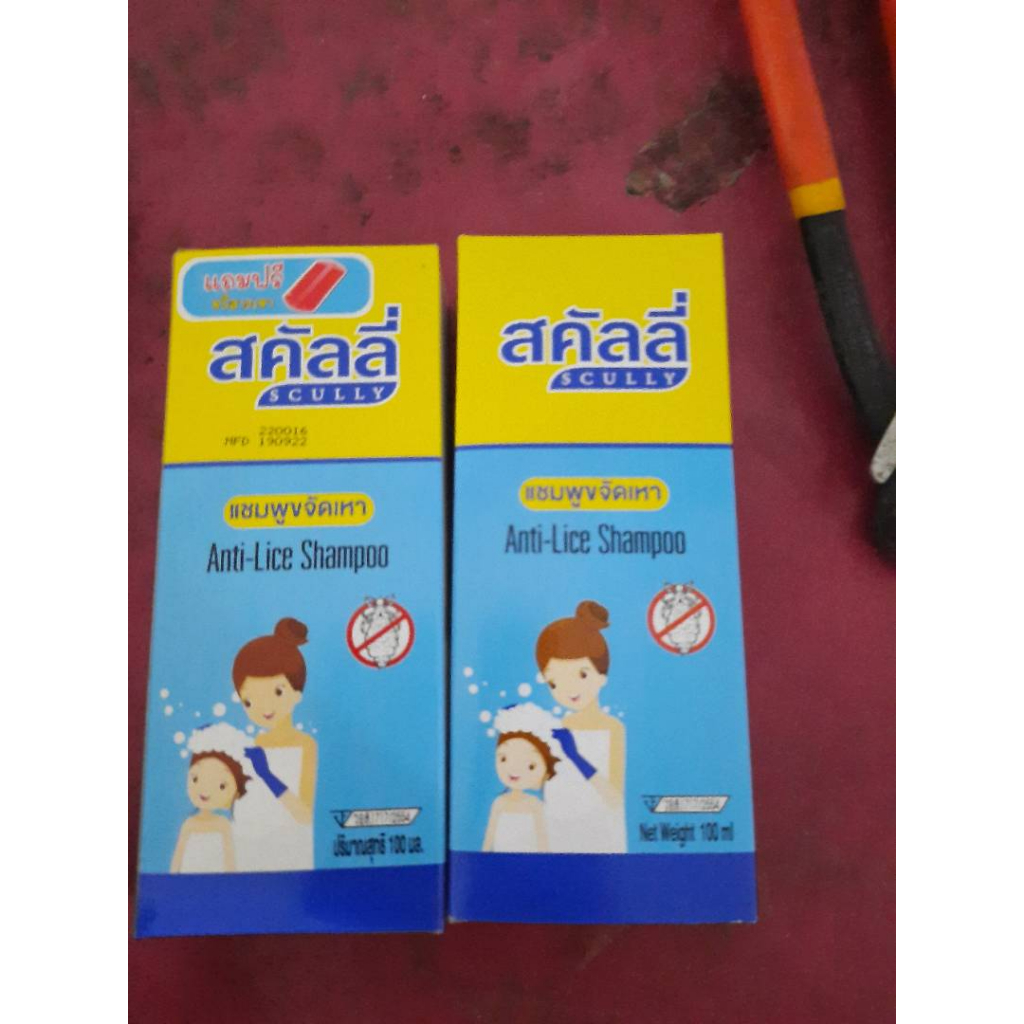 แถมฟรี
สคัลลี่
SCULLY
220016
MFD 190922
แชมพูขจัดเหา
Anti-Lice Shampoo
ปริมาณสุทธิ 100 มล.
สคัลลี่
SCULLY
แชมพูขจัดเหา
Anti-Lice Shampoo
Net Weight 100 ml